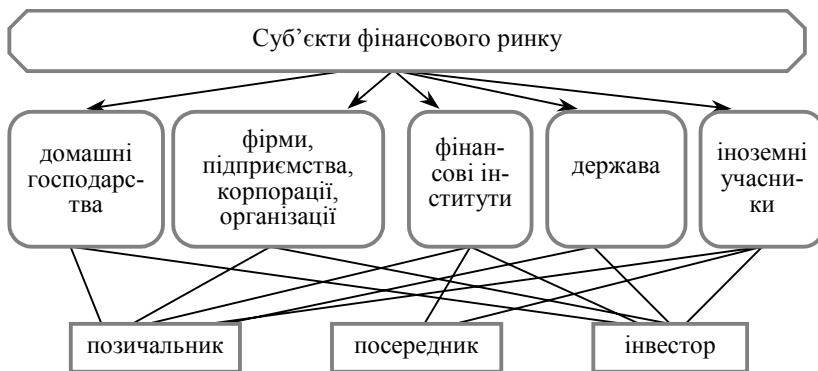 Суб’єкти фінансового ринку
домашні
господарс-
тва
фірми,
підприємства,
корпорації,
організації
фінан-
сові ін-
ститути
держава
іноземні
учасни-
ки
позичальник
посередник
інвестор